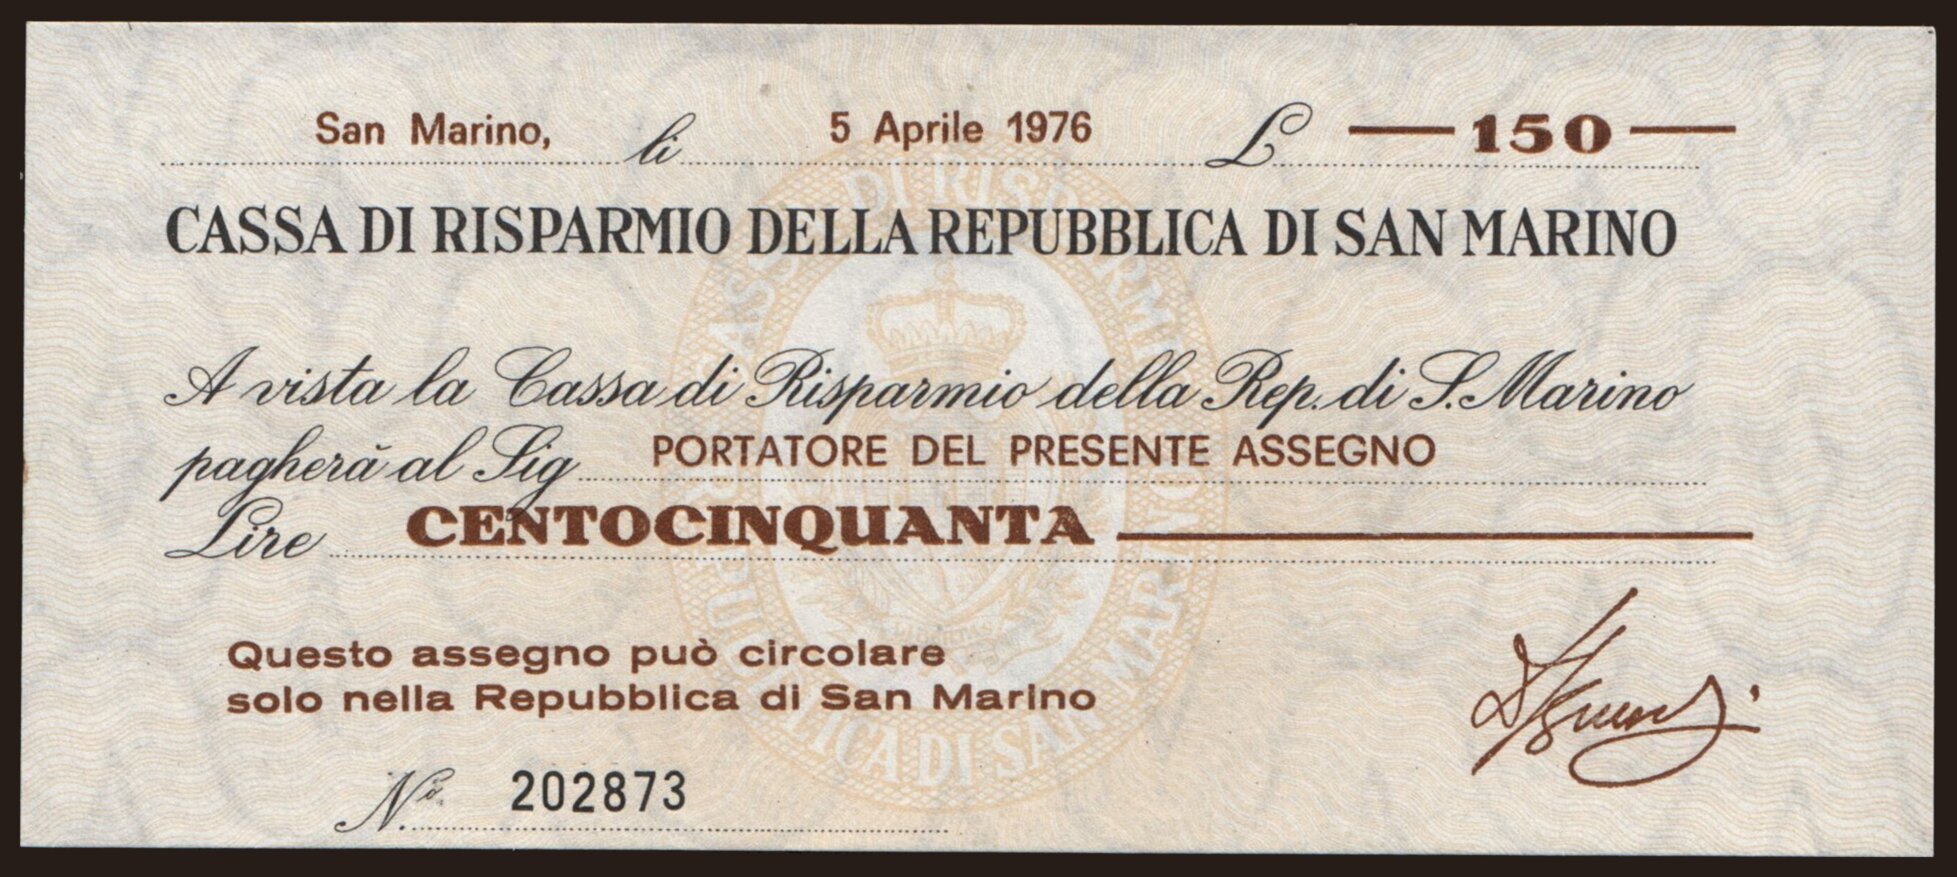 San Marino, li 5 Aprile 1976 £ 150
CASSA DI RISPARMIO DELLA REPUBBLICA DI SAN MARINO
A vista la Cassa di Risparmio della Rep. di S. Marino
pagherà al Sig PORTATORE DEL PRESENTE ASSEGNO
Lire CENTOCINQUANTA
Questo assegno può circolare
solo nella Repubblica di San Marino
N.o 202873